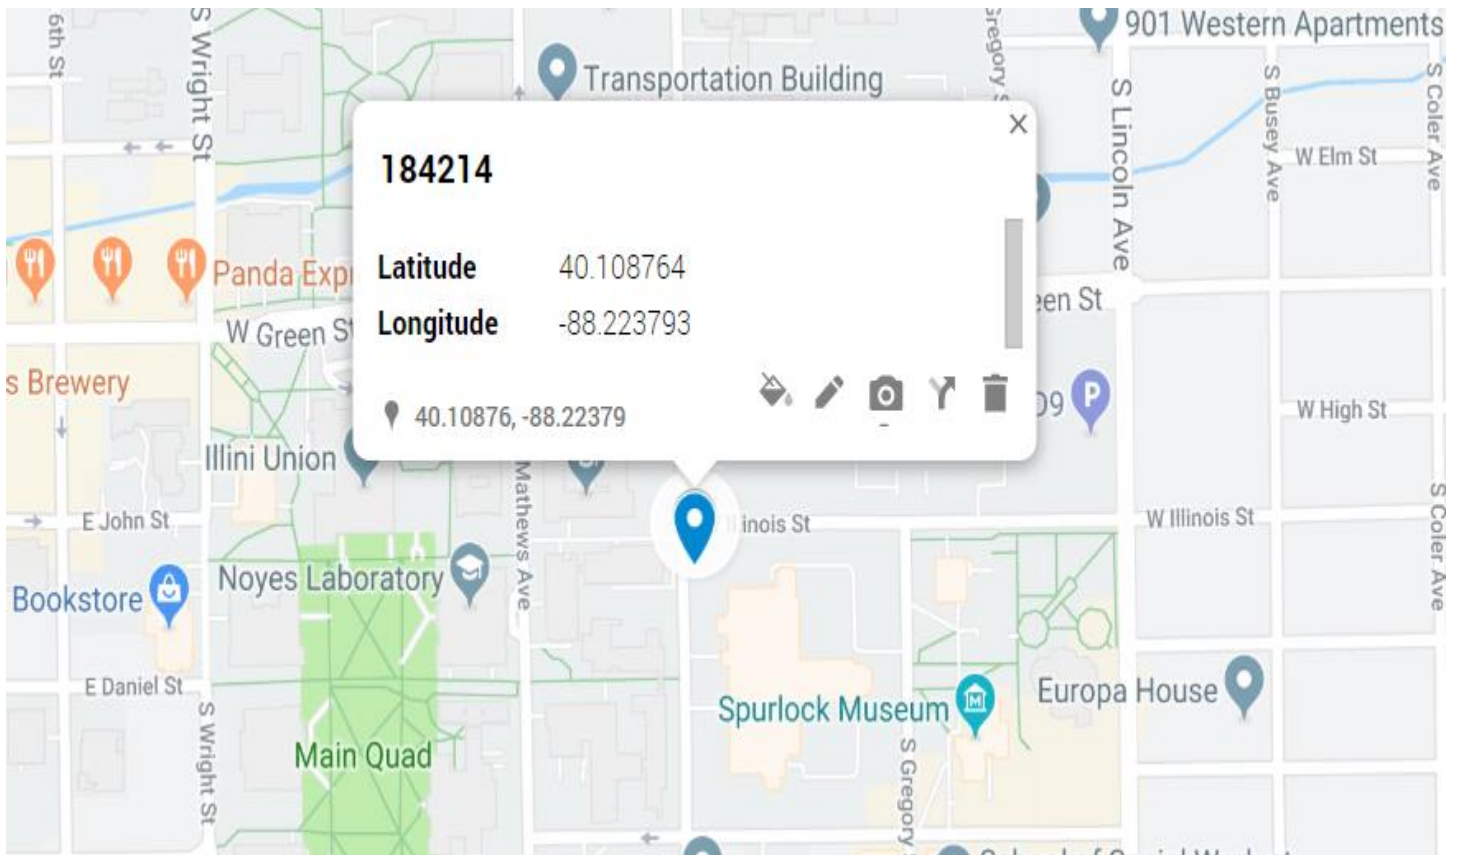 6th St
S Wright St
Gregory S
901 Western Apartments
Transportation Building
S Lincoln Ave
S Busey Ave
S Coler Ave
W Elm St
×
184214
Latitude 40.108764
Longitude -88.223793
40.10876, -88.22379
Panda Exp
W Green St
een St
s Brewery
09
P
W High St
Illini Union
Mathews Ave
E John St
inois St
W Illinois St
S Coler Ave
Noyes Laboratory
Bookstore
E Daniel St
S Wright St
Main Quad
Spurlock Museum
M
Europa House
S Gregory